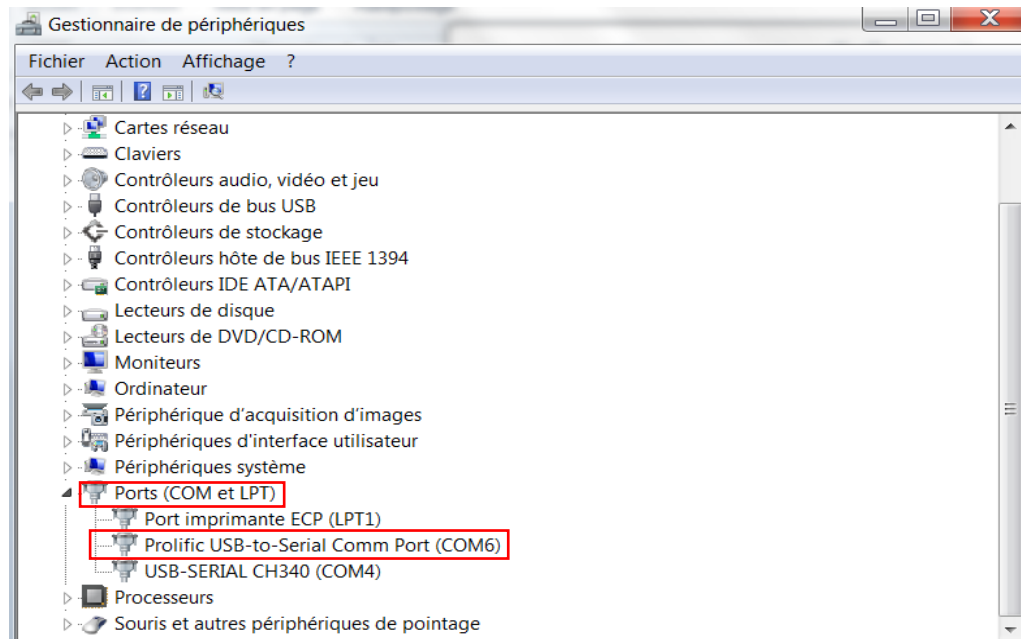 Gestionnaire de périphériques
Fichier Action Affichage ?
Cartes réseau
Claviers
Contrôleurs audio, vidéo et jeu
Contrôleurs de bus USB
Contrôleurs de stockage
Contrôleurs hôte de bus IEEE 1394
Contrôleurs IDE ATA/ATAPI
Lecteurs de disque
Lecteurs de DVD/CD-ROM
Moniteurs
Ordinateur
Périphérique d’acquisition d’images
Périphériques d'interface utilisateur
Périphériques système
Ports (COM et LPT)
Port imprimante ECP (LPT1)
Prolific USB-to-Serial Comm Port (COM6)
USB-SERIAL CH340 (COM4)
Processeurs
Souris et autres périphériques de pointage